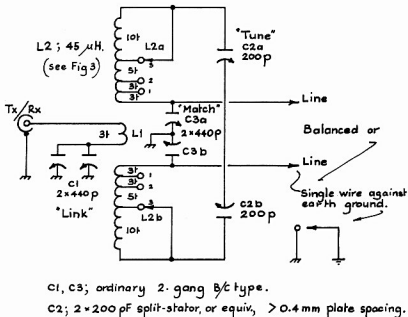 10t
L2; 45 µH.
(see Fig 3)
L2a
3
5t
2
3t
1
3t
"Tune"
C2a
200p
Tx/Rx
3t
L1
"Match"
C3a
2×440p
C3b
Line
Balanced or
Line
Single wire against
earth ground.
C1
2×440p
"Link"
3t
1
3t
2
5t
3
L2b
10t
C2b
200p
C1, C3; ordinary 2-gang B/c type.
C2; 2×200 pF split-stator, or equiv., >0.4mm plate spacing.